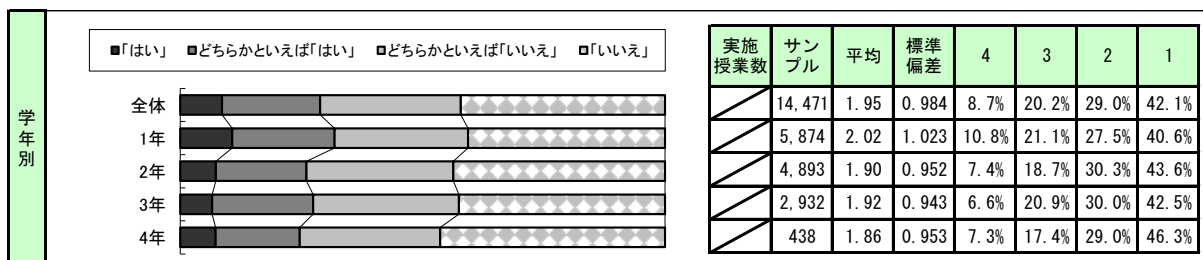 学年別
■「はい」 ■どちらかといえば「はい」 ■どちらかといえば「いいえ」 ■「いいえ」
全体
1年
2年
3年
4年
実施授業数 サンプル 平均 標準偏差 4 3 2 1
14,471 1.95 0.984 8.7% 20.2% 29.0% 42.1%
5,874 2.02 1.023 10.8% 21.1% 27.5% 40.6%
4,893 1.90 0.952 7.4% 18.7% 30.3% 43.6%
2,932 1.92 0.943 6.6% 20.9% 30.0% 42.5%
438 1.86 0.953 7.3% 17.4% 29.0% 46.3%